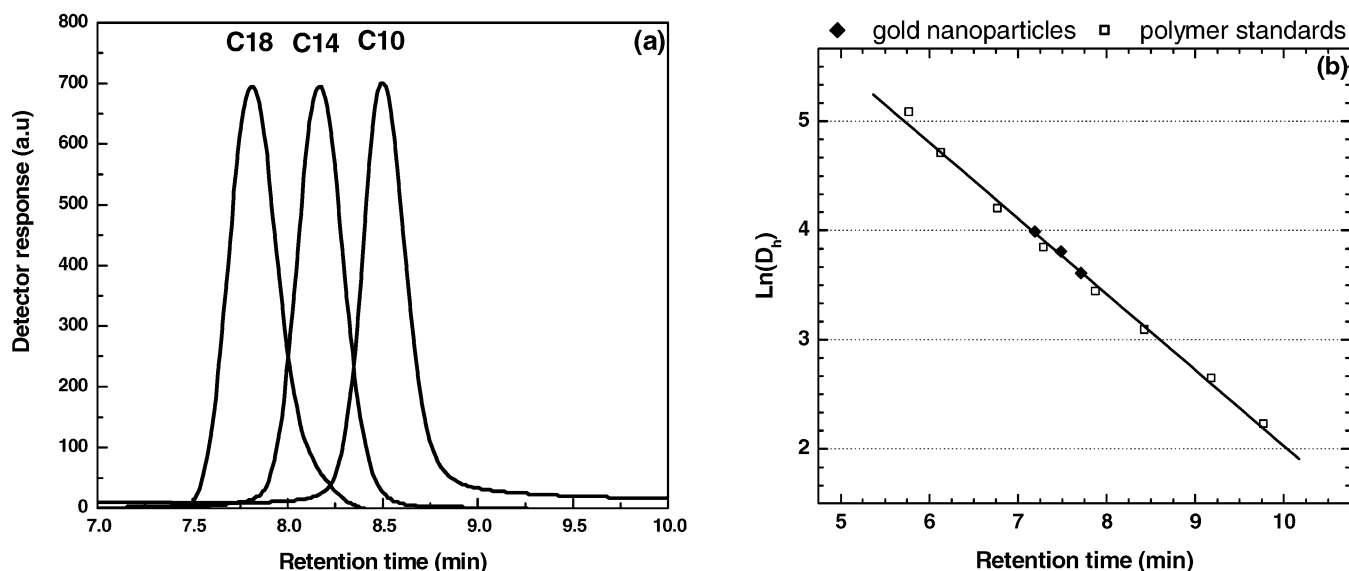 C18 C14 C10
(a)
800
700
600
500
400
300
200
100
0
Detector response (a.u)
7.0 7.5 8.0 8.5 9.0 9.5 10.0
Retention time (min)
gold nanoparticles polymer standards
(b)
5
4
3
2
Ln(Dh)
5 6 7 8 9 10
Retention time (min)